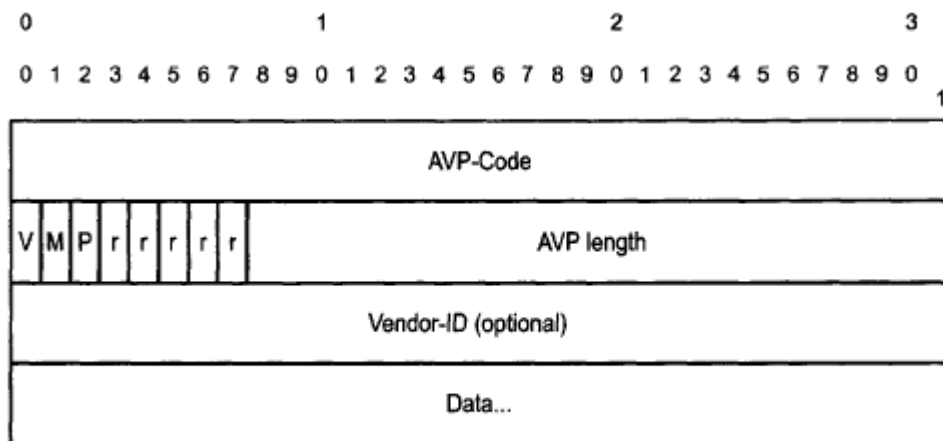 0 1 2 3
0 1 2 3 4 5 6 7 8 9 0 1 2 3 4 5 6 7 8 9 0 1 2 3 4 5 6 7 8 9 0
1
AVP-Code
V M P r r r r r AVP length
Vendor-ID (optional)
Data...